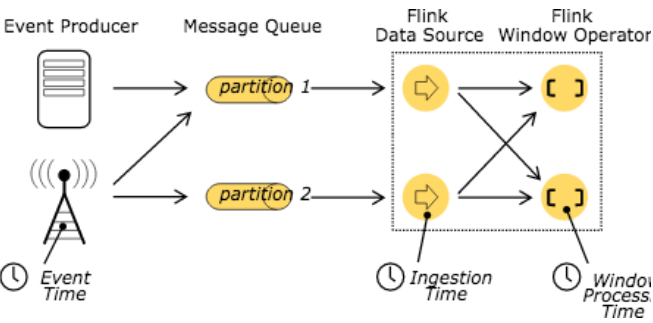 Event Producer
Message Queue
Flink
Data Source
Flink
Window Operator
partition 1
partition 2
Event
Time
Ingestion
Time
Window
Time